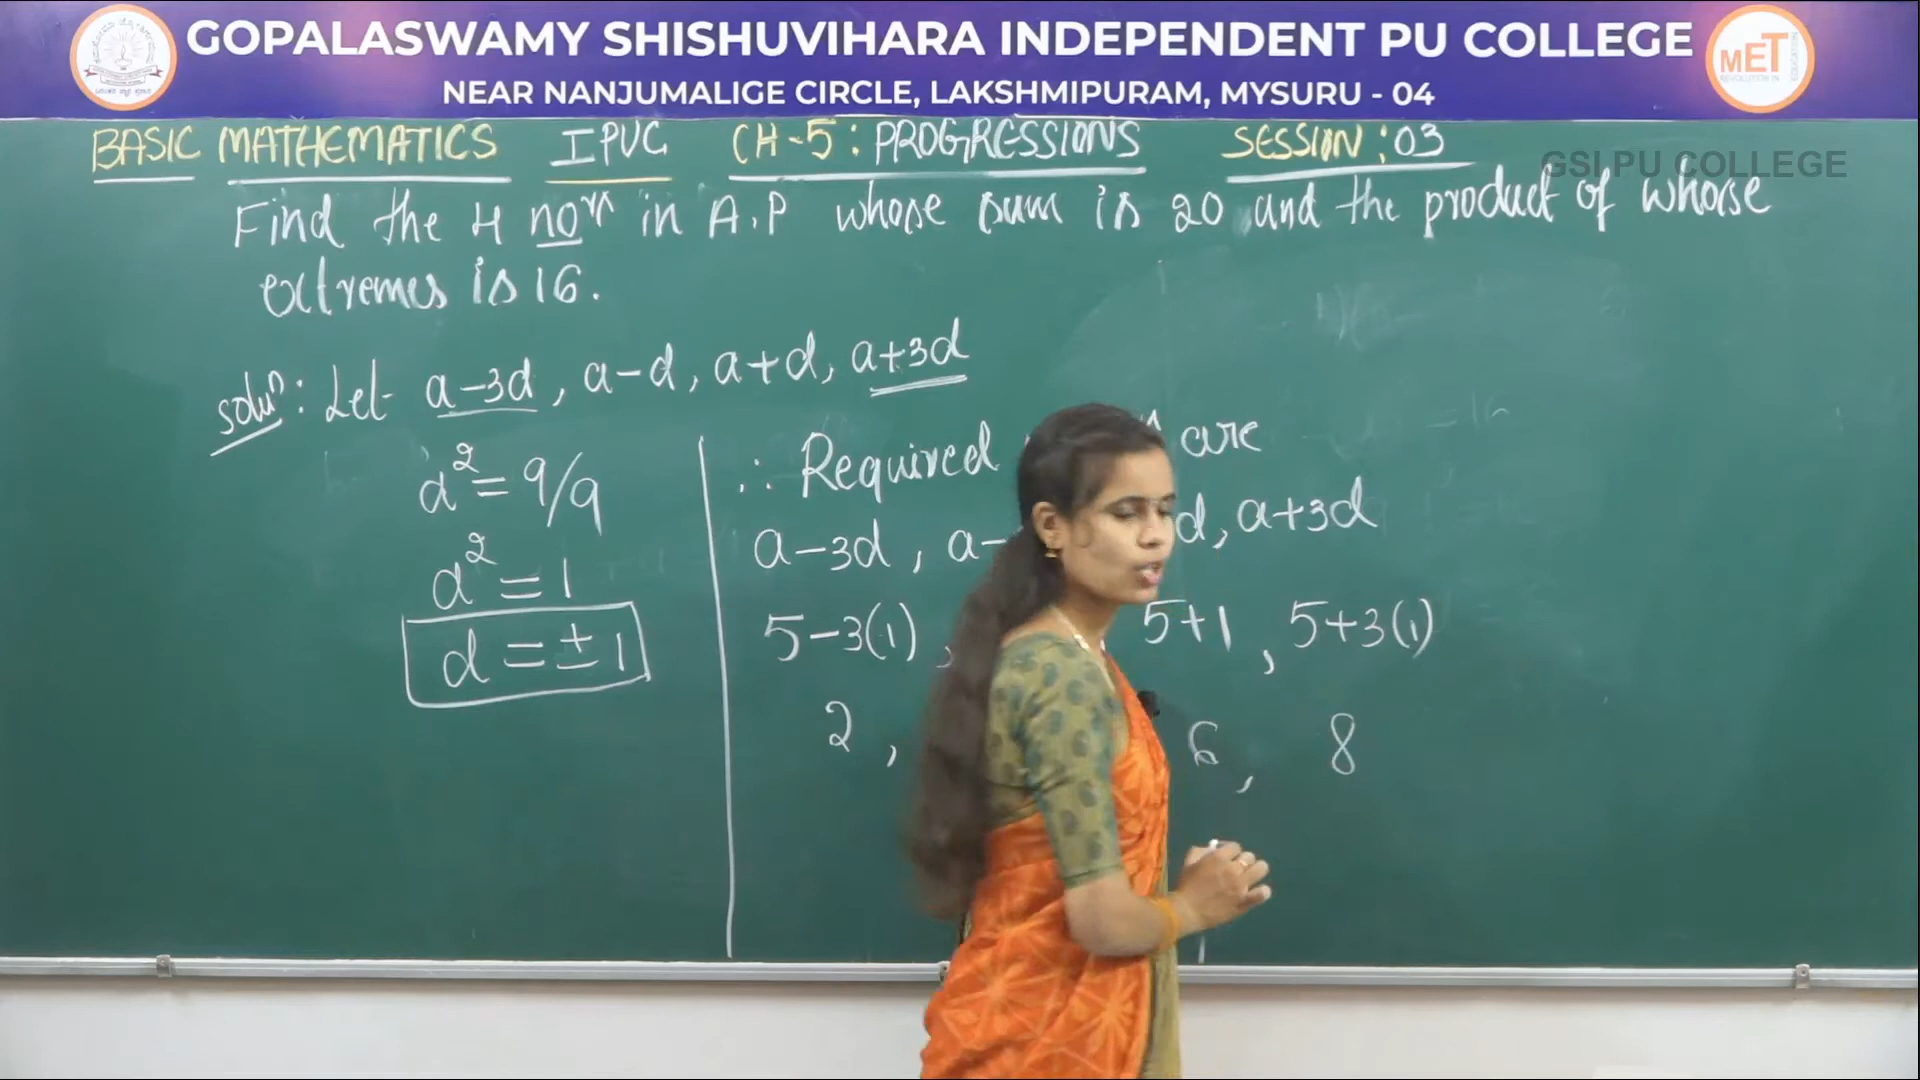 GOPALASWAMY SHISHUVIHARA INDEPENDENT PU COLLEGE
NEAR NANJUMALIGE CIRCLE, LAKSHMIPURAM, MYSURU - 04
MET
BASIC MATHEMATICS I PUC CH-5: PROGRESSIONS SESSION: 03
GSI PU COLLEGE
Find the 4 nors in A.P whose sum is 20 and the product of whose
extremes is 16.
soluⁿ: Let a-3d, a-d, a+d, a+3d
d² = 9/9
d² = 1
d = ±1
∴ Required are
a-3d, a- d, a+3d
5-3(1), 5+1, 5+3(1)
2, 6, 8